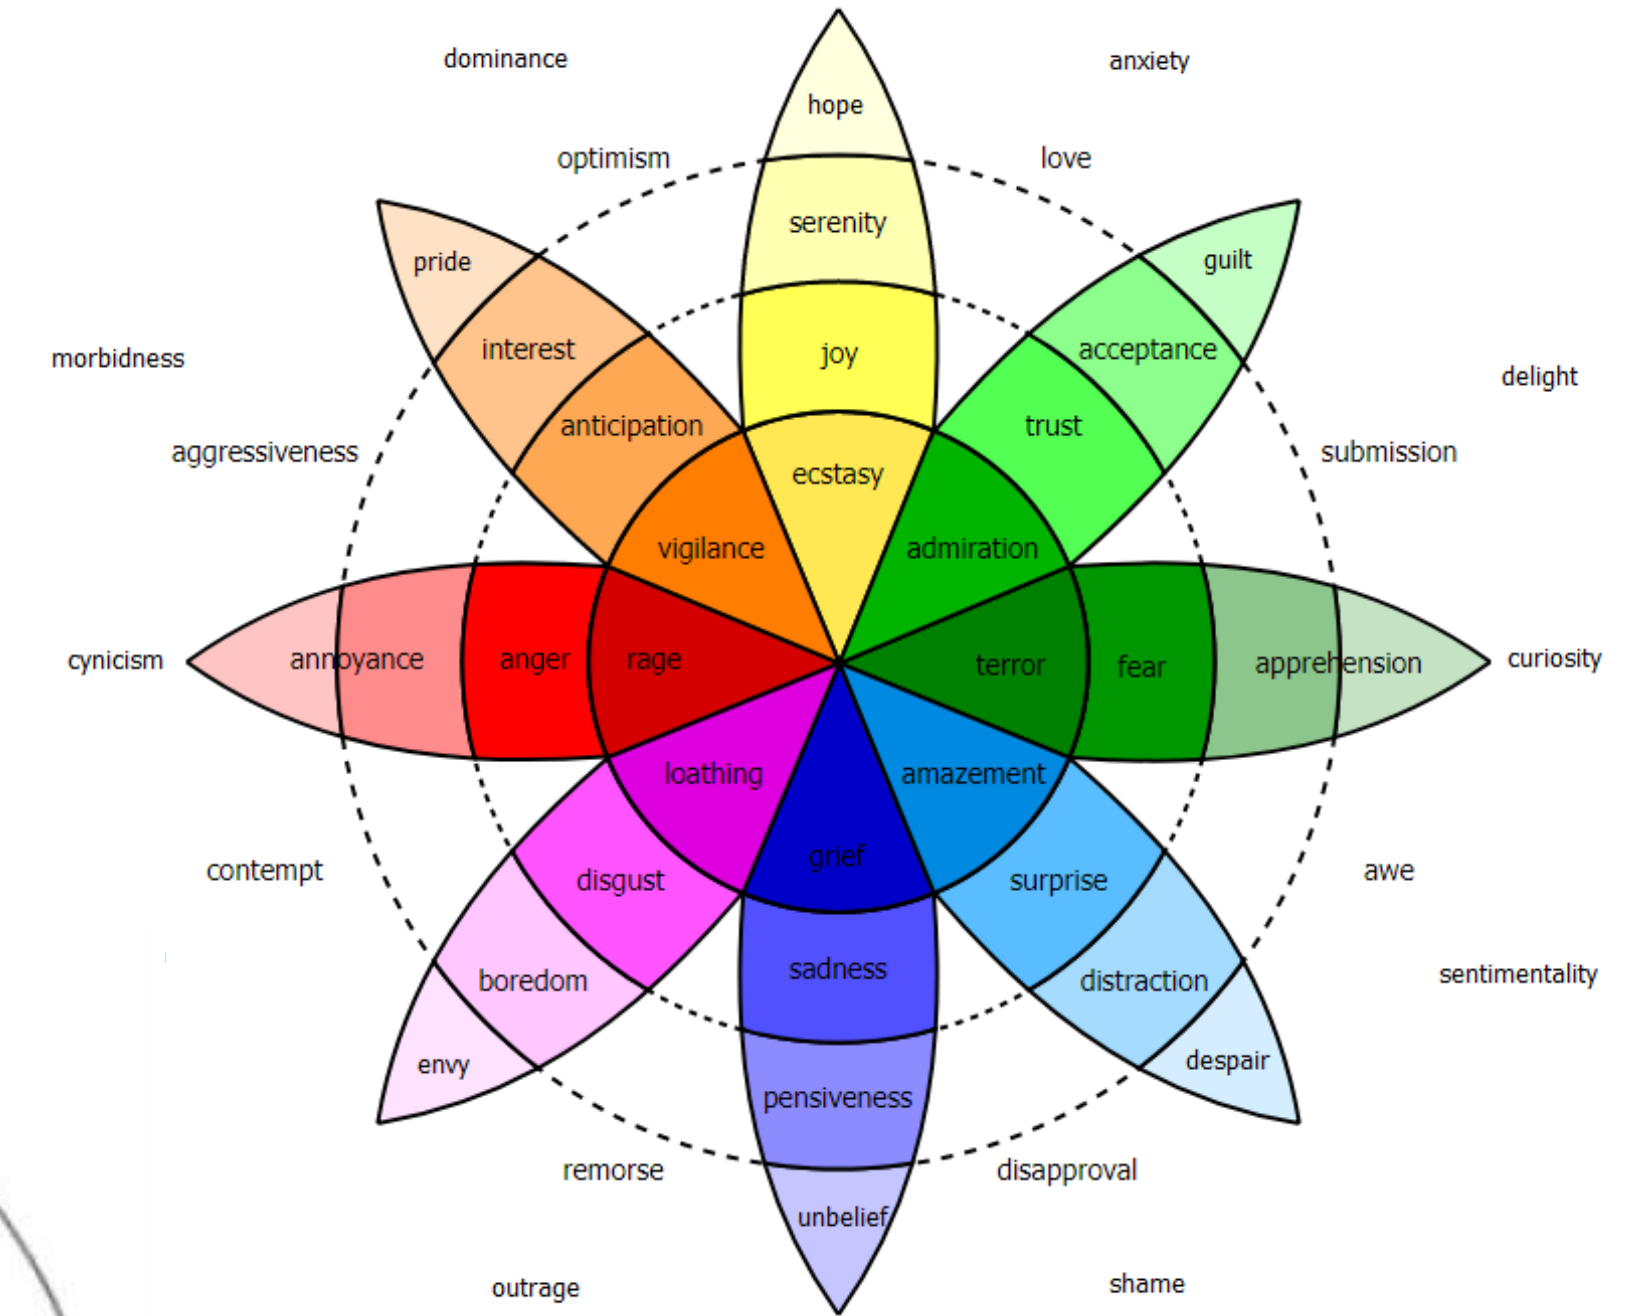 dominance
anxiety
hope
optimism
love
serenity
pride
guilt
interest
joy
acceptance
morbidness
delight
anticipation
trust
aggressiveness
submission
ecstasy
vigilance
admiration
cynicism
annoyance
anger
rage
terror
fear
apprehension
curiosity
loathing
amazement
grief
contempt
disgust
surprise
awe
sadness
boredom
distraction
sentimentality
envy
despair
pensiveness
remorse
disapproval
unbelief
outrage
shame